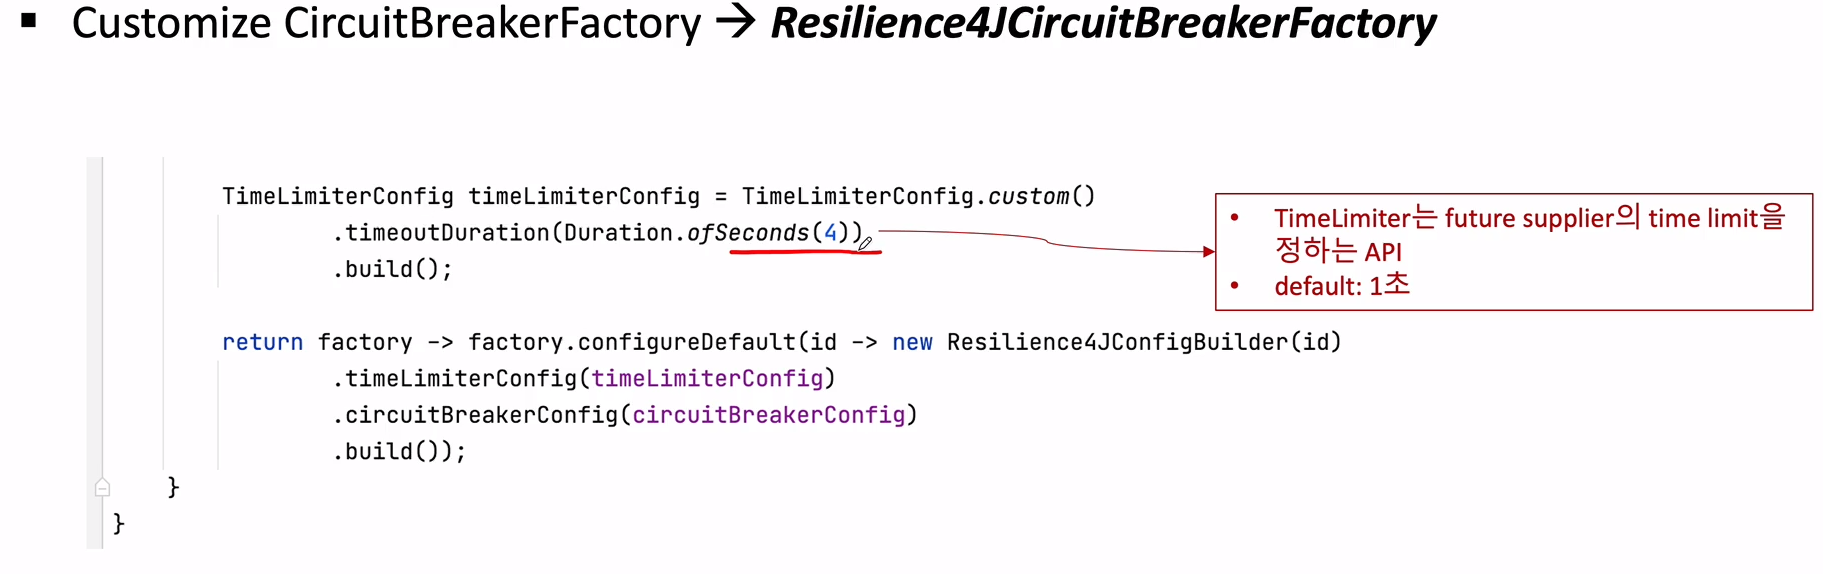 ▪ Customize CircuitBreakerFactory → Resilience4JCircuitBreakerFactory
TimeLimiterConfig timeLimiterConfig = TimeLimiterConfig.custom()
.timeoutDuration(Duration.ofSeconds(4))
.build();
• TimeLimiter는 future supplier의 time limit을
정하는 API
• default: 1초
return factory -> factory.configureDefault(id -> new Resilience4JConfigBuilder(id)
.timeLimiterConfig(timeLimiterConfig)
.circuitBreakerConfig(circuitBreakerConfig)
.build());
}
}